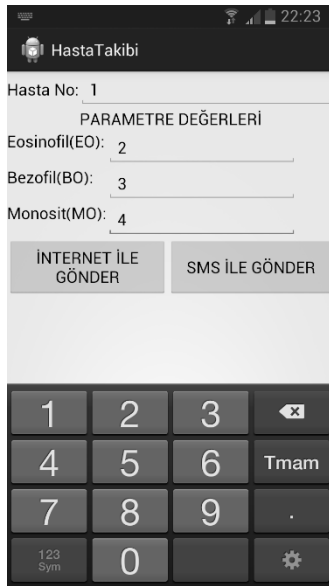 22:23
HastaTakibi
Hasta No: 1
PARAMETRE DEĞERLERİ
Eosinofil(EO): 2
Bezofil(BO): 3
Monosit(MO): 4
İNTERNET İLE
GÖNDER
SMS İLE GÖNDER
1 2 3
4 5 6 Tmam
7 8 9 .
123
Sym
0